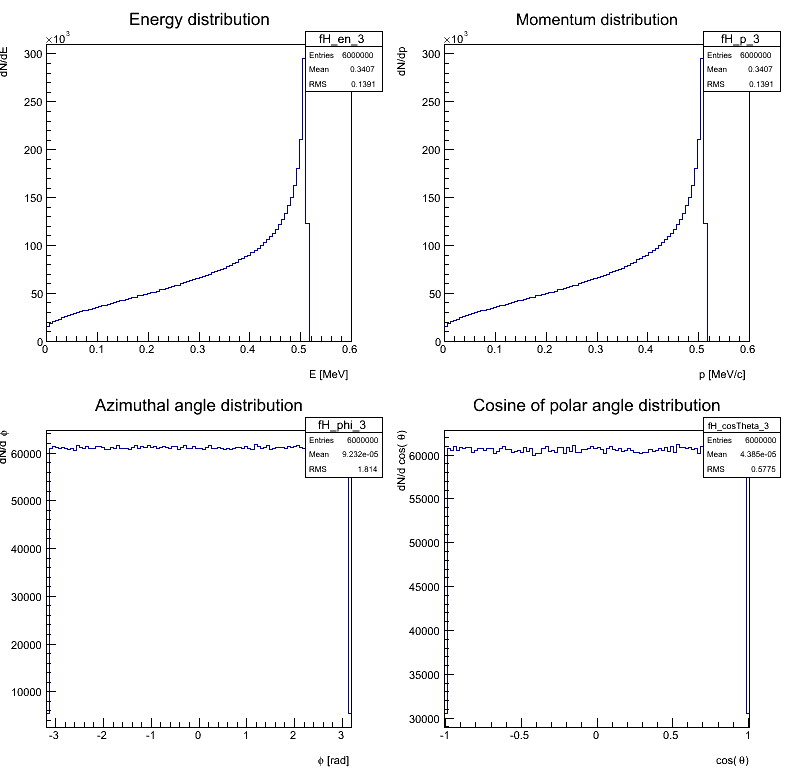 Energy distribution
×10³
dN/dE
fH_en_3
Entries 6000000
Mean 0.3407
RMS 0.1391
300
250
200
150
100
50
0
0 0.1 0.2 0.3 0.4 0.5 0.6
E [MeV]
Momentum distribution
×10³
dN/dp
fH_p_3
Entries 6000000
Mean 0.3407
RMS 0.1391
300
250
200
150
100
50
0
0 0.1 0.2 0.3 0.4 0.5 0.6
p [MeV/c]
Azimuthal angle distribution
dN/d ϕ
fH_phi_3
Entries 6000000
Mean 9.232e-05
RMS 1.814
60000
50000
40000
30000
20000
10000
-3 -2 -1 0 1 2 3
ϕ [rad]
Cosine of polar angle distribution
dN/d cos( θ)
fH_cosTheta_3
Entries 6000000
Mean 4.385e-05
RMS 0.5775
60000
55000
50000
45000
40000
35000
30000
-1 -0.5 0 0.5 1
cos( θ)